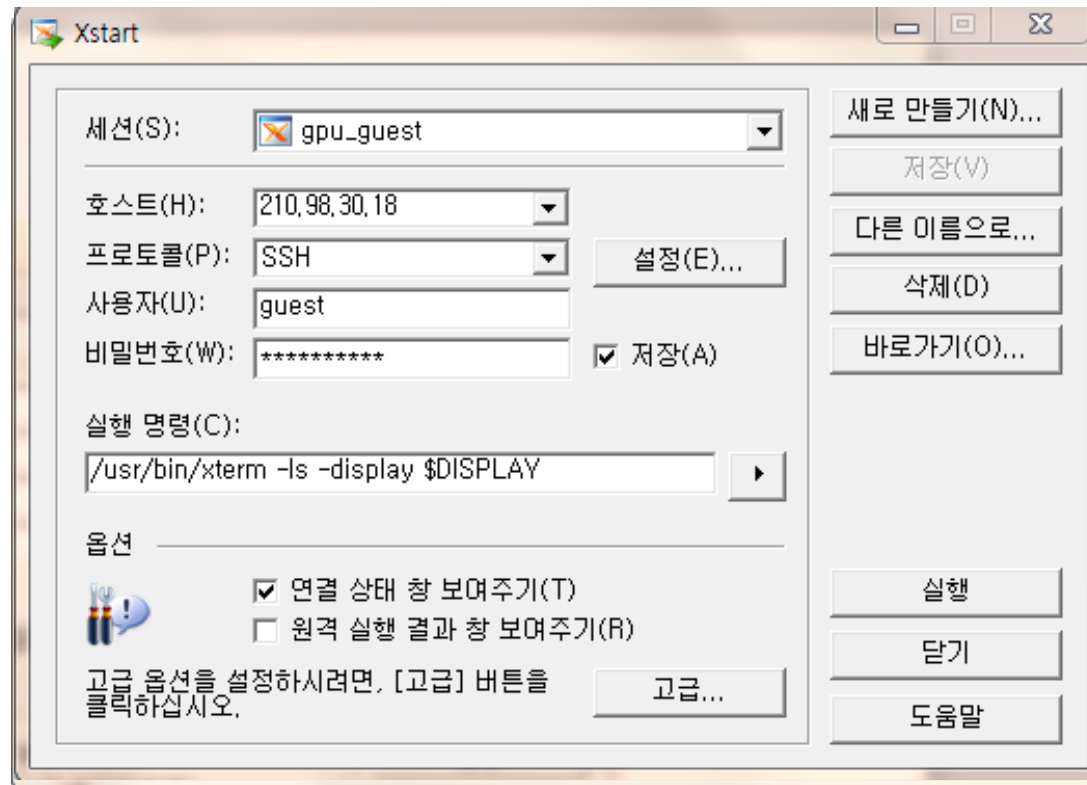 Xstart
세션(S):
gpu_guest
새로 만들기(N)...
저장(V)
호스트(H):
210,98,30,18
다른 이름으로...
프로토콜(P):
SSH
설정(E)...
삭제(D)
사용자(U):
guest
비밀번호(W):
**********
저장(A)
바로가기(O)...
실행 명령(C):
/usr/bin/xterm -ls -display $DISPLAY
옵션
연결 상태 창 보여주기(T)
원격 실행 결과 창 보여주기(R)
실행
고급 옵션을 설정하시려면, [고급] 버튼을
클릭하십시오,
고급...
닫기
도움말